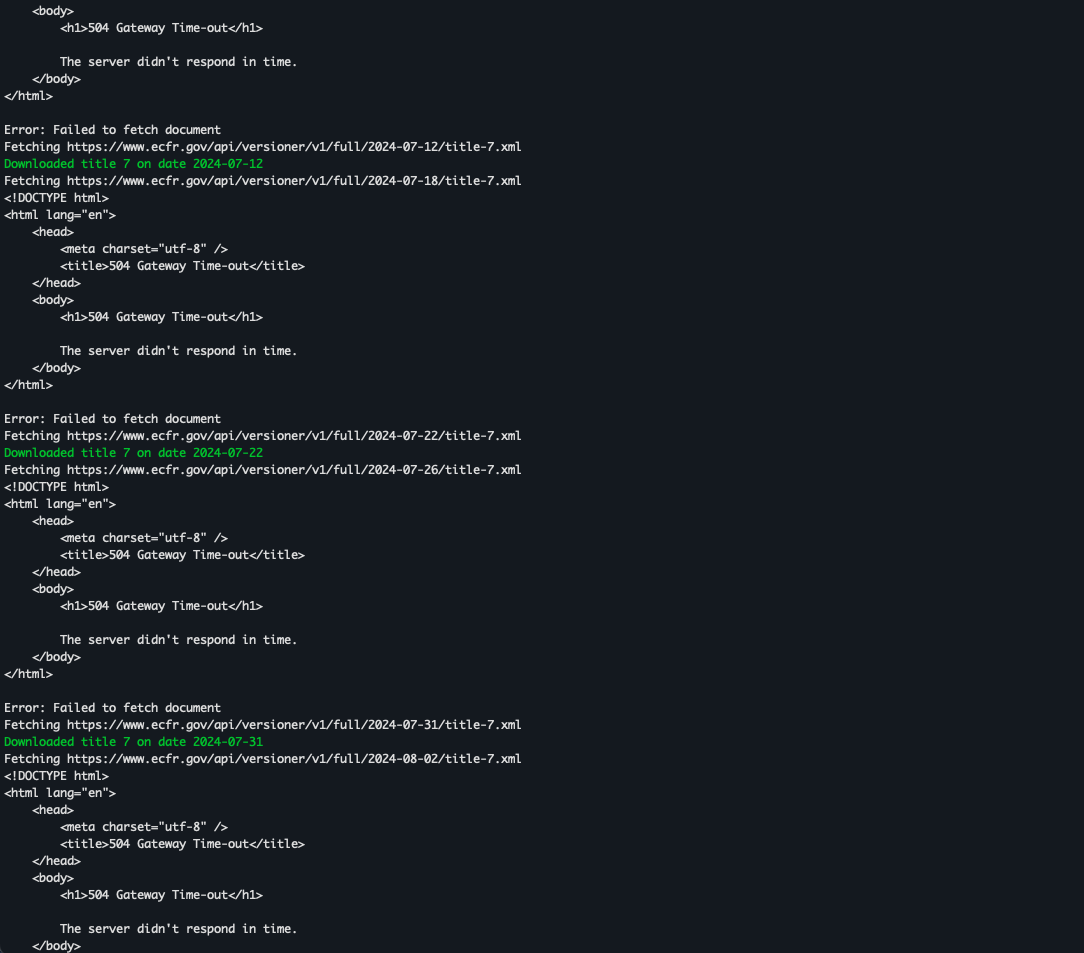 <body>
        <h1>504 Gateway Time-out</h1>

        The server didn't respond in time.
    </body>
</html>

Error: Failed to fetch document
Fetching https://www.ecfr.gov/api/versioner/v1/full/2024-07-12/title-7.xml
Downloaded title 7 on date 2024-07-12
Fetching https://www.ecfr.gov/api/versioner/v1/full/2024-07-18/title-7.xml
<!DOCTYPE html>
<html lang="en">
    <head>
        <meta charset="utf-8" />
        <title>504 Gateway Time-out</title>
    </head>
    <body>
        <h1>504 Gateway Time-out</h1>

        The server didn't respond in time.
    </body>
</html>

Error: Failed to fetch document
Fetching https://www.ecfr.gov/api/versioner/v1/full/2024-07-22/title-7.xml
Downloaded title 7 on date 2024-07-22
Fetching https://www.ecfr.gov/api/versioner/v1/full/2024-07-26/title-7.xml
<!DOCTYPE html>
<html lang="en">
    <head>
        <meta charset="utf-8" />
        <title>504 Gateway Time-out</title>
    </head>
    <body>
        <h1>504 Gateway Time-out</h1>

        The server didn't respond in time.
    </body>
</html>

Error: Failed to fetch document
Fetching https://www.ecfr.gov/api/versioner/v1/full/2024-07-31/title-7.xml
Downloaded title 7 on date 2024-07-31
Fetching https://www.ecfr.gov/api/versioner/v1/full/2024-08-02/title-7.xml
<!DOCTYPE html>
<html lang="en">
    <head>
        <meta charset="utf-8" />
        <title>504 Gateway Time-out</title>
    </head>
    <body>
        <h1>504 Gateway Time-out</h1>

        The server didn't respond in time.
    </body>